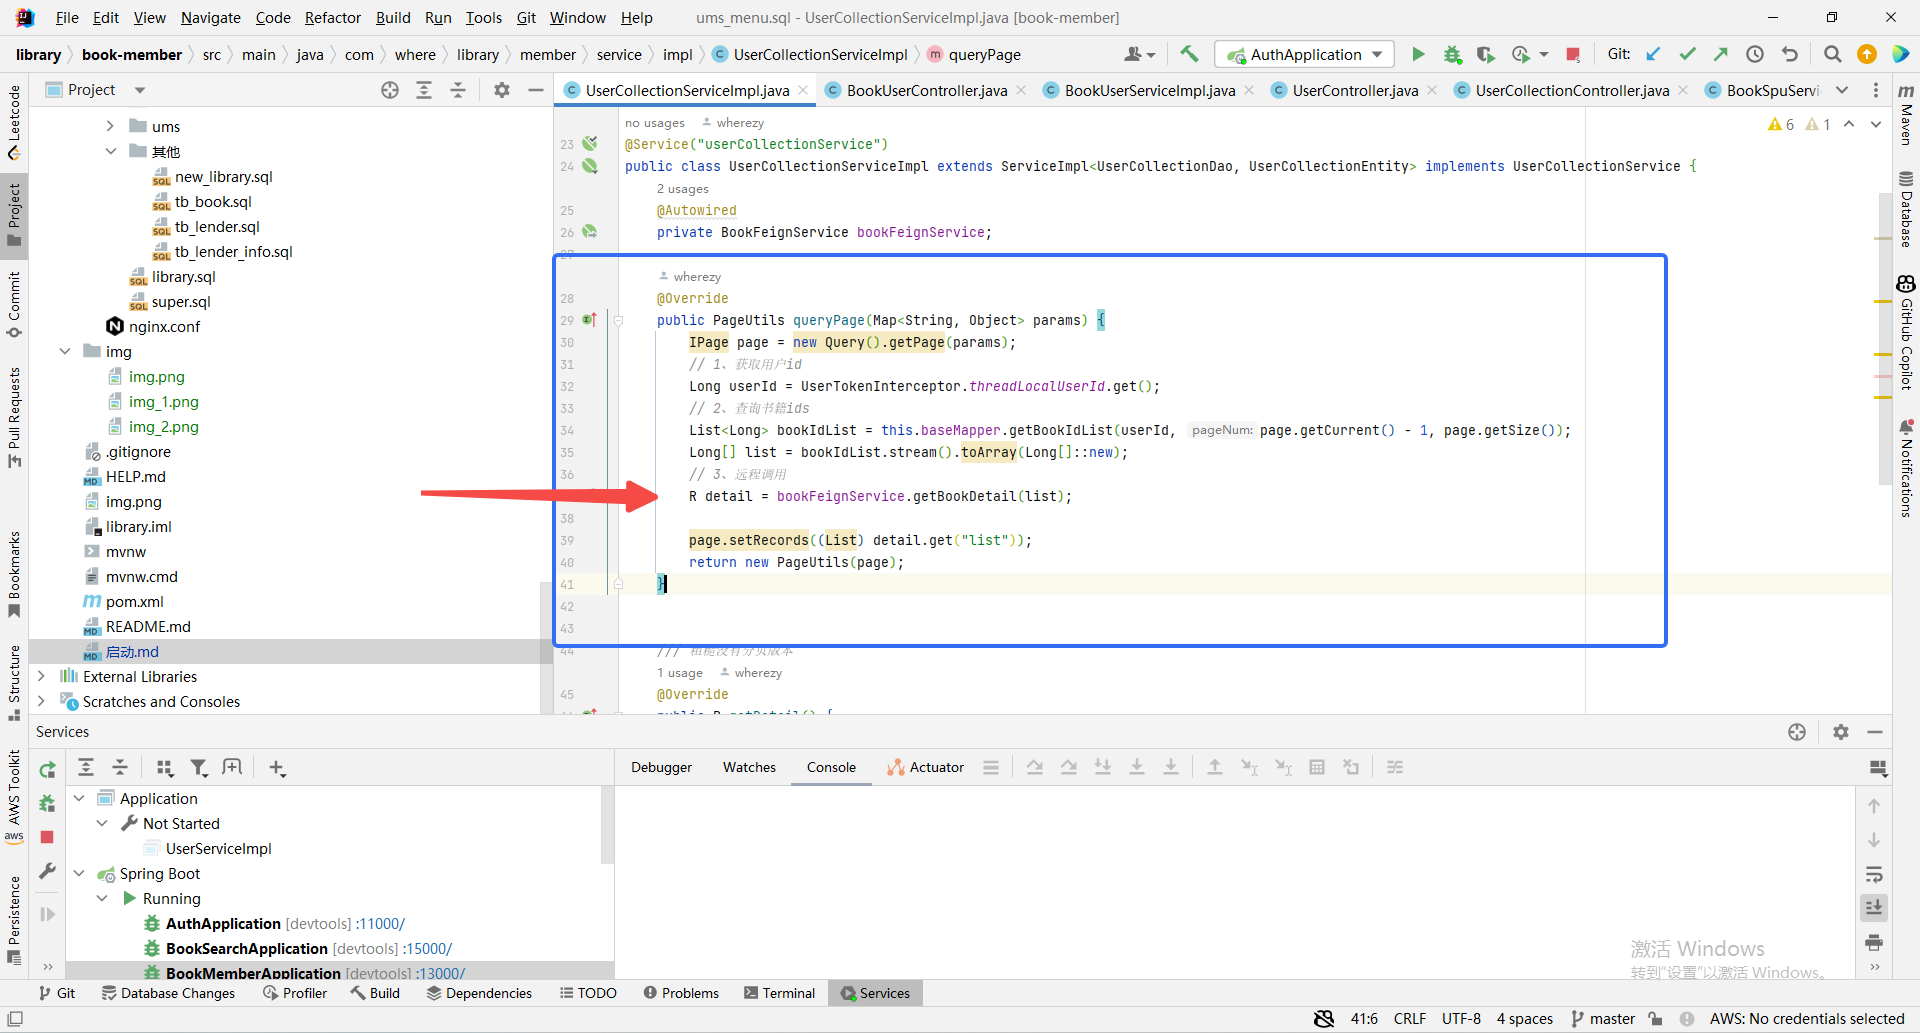 File Edit View Navigate Code Refactor Build Run Tools Git Window Help ums_menu.sql - UserCollectionServiceImpl.java [book-member]
library book-member src main java com where library member service impl UserCollectionServiceImpl queryPage AuthApplication Git:
Project
UserCollectionServiceImpl.java BookUserController.java BookUserServiceImpl.java UserController.java UserCollectionController.java BookSpuServi
Leetcode
Project
Commit
Pull Requests
Bookmarks
Structure
AWS Toolkit
aws
Persistence
ums
其他
new_library.sql
tb_book.sql
tb_lender.sql
tb_lender_info.sql
library.sql
super.sql
nginx.conf
img
img.png
img_1.png
img_2.png
.gitignore
HELP.md
img.png
library.iml
mvnw
mvnw.cmd
pom.xml
README.md
启动.md
External Libraries
Scratches and Consoles
no usages wherezy
6 1
23 @Service("userCollectionService")
24 public class UserCollectionServiceImpl extends ServiceImpl<UserCollectionDao, UserCollectionEntity> implements UserCollectionService {
2 usages
25 @Autowired
26 private BookFeignService bookFeignService;
27
wherezy
28 @Override
29 public PageUtils queryPage(Map<String, Object> params) {
30 IPage page = new Query().getPage(params);
31 // 1、获取用户id
32 Long userId = UserTokenInterceptor.threadLocalUserId.get();
33 // 2、查询书籍ids
34 List<Long> bookIdList = this.baseMapper.getBookIdList(userId, pageNum: page.getCurrent() - 1, page.getSize());
35 Long[] list = bookIdList.stream().toArray(Long[]::new);
36 // 3、远程调用
R detail = bookFeignService.getBookDetail(list);
38
39 page.setRecords((List) detail.get("list"));
40 return new PageUtils(page);
41 }
42
43
44 /// 粗糙没有分页版本
1 usage wherezy
45 @Override
public R getDetail() {
Maven
Database
GitHub Copilot
Notifications
Services
Application
Not Started
UserServiceImpl
Spring Boot
Running
AuthApplication [devtools] :11000/
BookSearchApplication [devtools] :15000/
BookMemberApplication [devtools] :13000/
Debugger Watches Console Actuator
激活 Windows
转到"设置"以激活 Windows。
Git Database Changes Profiler Build Dependencies TODO Problems Terminal Services
41:6 CRLF UTF-8 4 spaces master AWS: No credentials selected